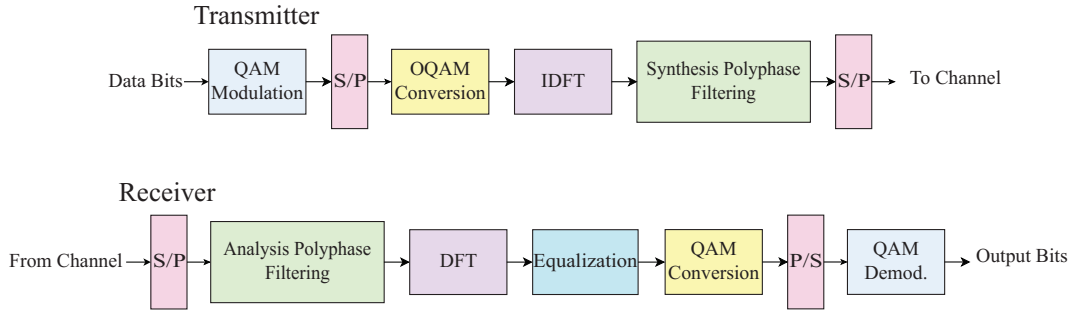 Transmitter
Data Bits
QAM
Modulation
S/P
OQAM
Conversion
IDFT
Synthesis Polyphase
Filtering
S/P
To Channel
Receiver
From Channel
S/P
Analysis Polyphase
Filtering
DFT
Equalization
QAM
Conversion
P/S
QAM
Demod.
Output Bits